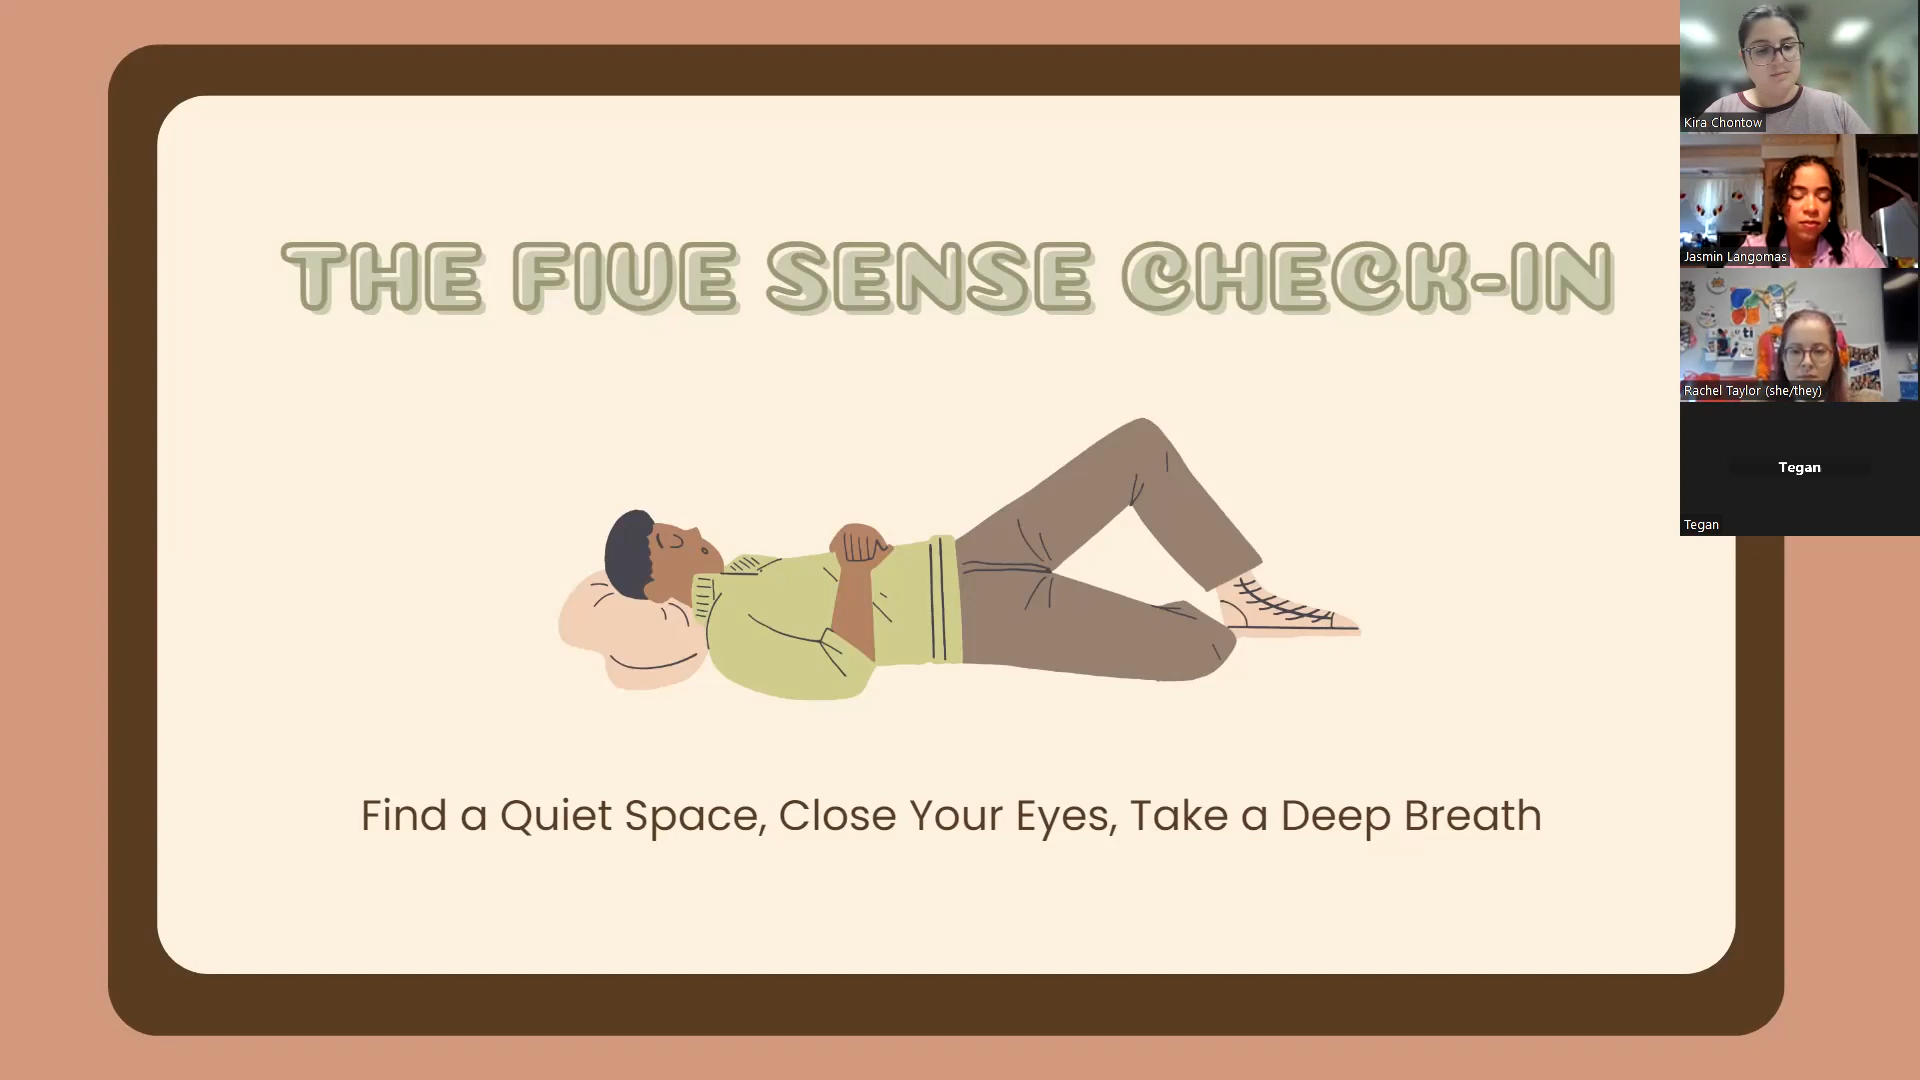 THE FIVE SENSE CHECK-IN
Find a Quiet Space, Close Your Eyes, Take a Deep Breath
Kira Chontow
Jasmin Langomas
Rachel Taylor (she/they)
Tegan
Tegan